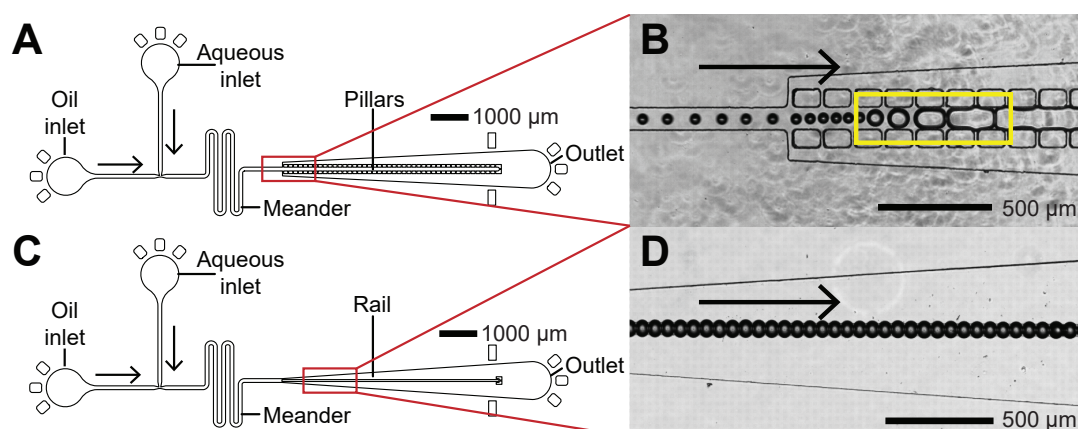 A
Aqueous
inlet
Oil
inlet
Pillars
1000 µm
Outlet
Meander
B
500 µm
C
Aqueous
inlet
Oil
inlet
Rail
1000 µm
Outlet
Meander
D
500 µm